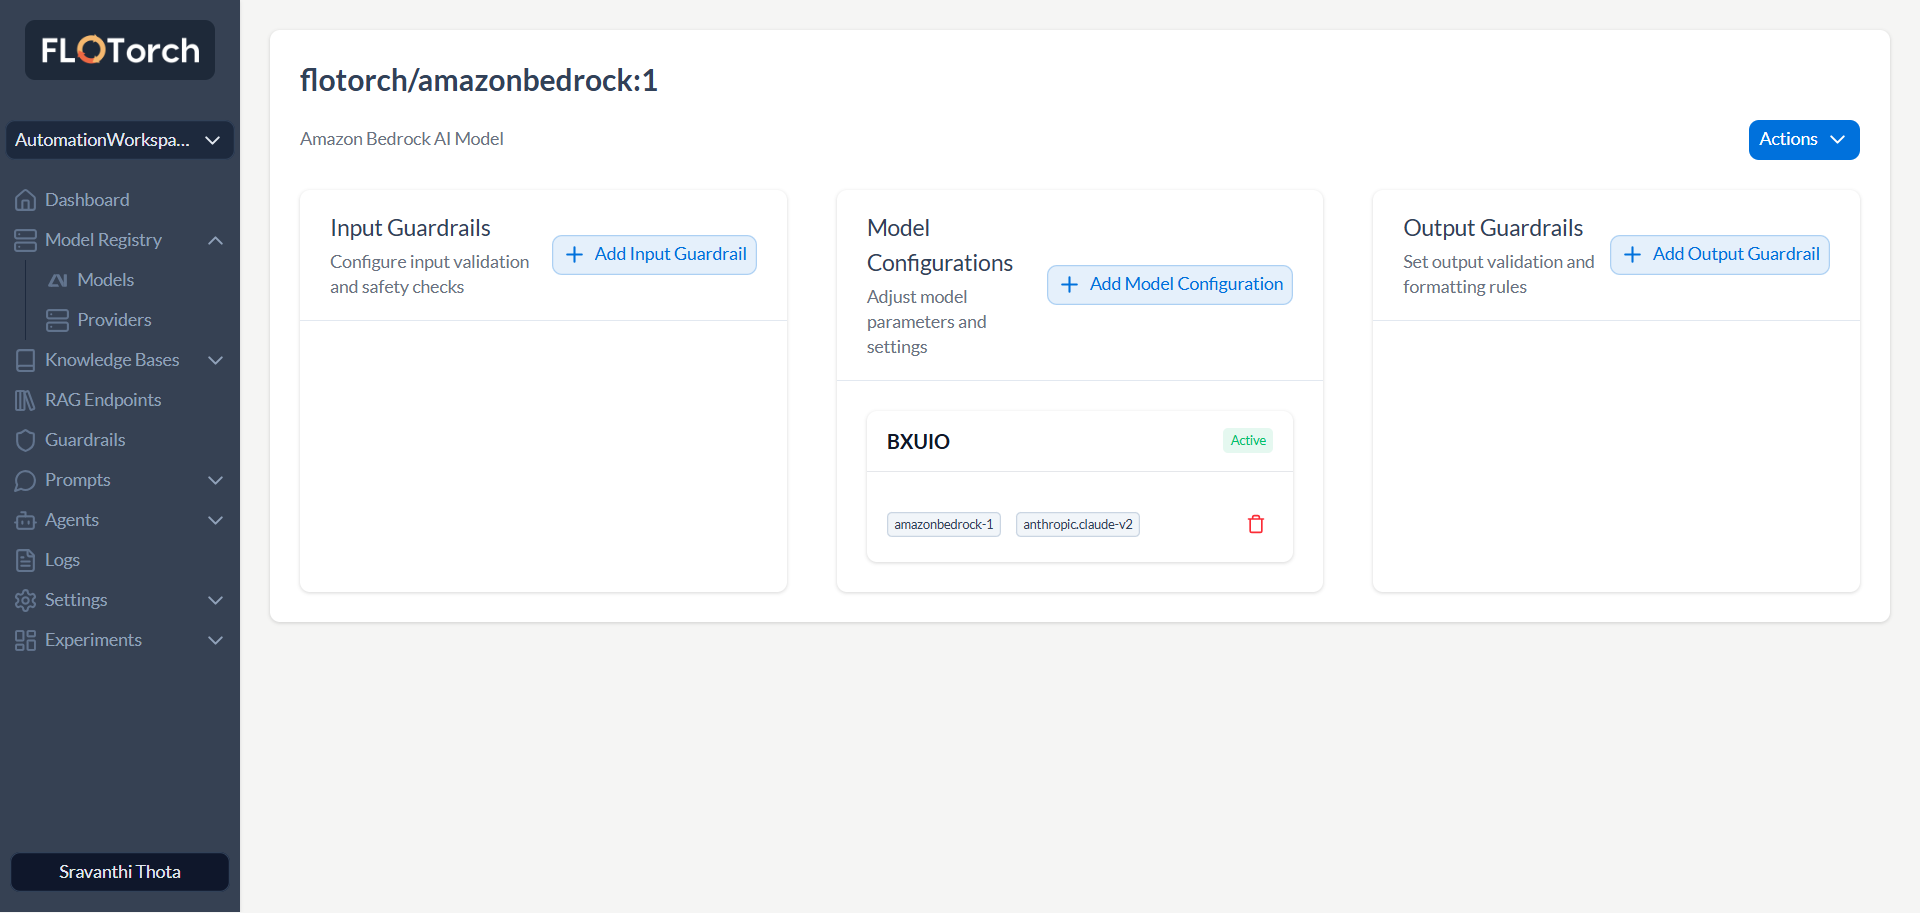 FLOTorch
AutomationWorkspa...
Dashboard
Model Registry
Models
Providers
Knowledge Bases
RAG Endpoints
Guardrails
Prompts
Agents
Logs
Settings
Experiments
Sravanthi Thota
flotorch/amazonbedrock:1
Amazon Bedrock AI Model
Actions
Input Guardrails
Configure input validation
and safety checks
Add Input Guardrail
Model
Configurations
Adjust model
parameters and
settings
Add Model Configuration
BXUIO
Active
amazonbedrock-1
anthropic.claude-v2
Output Guardrails
Set output validation and
formatting rules
Add Output Guardrail